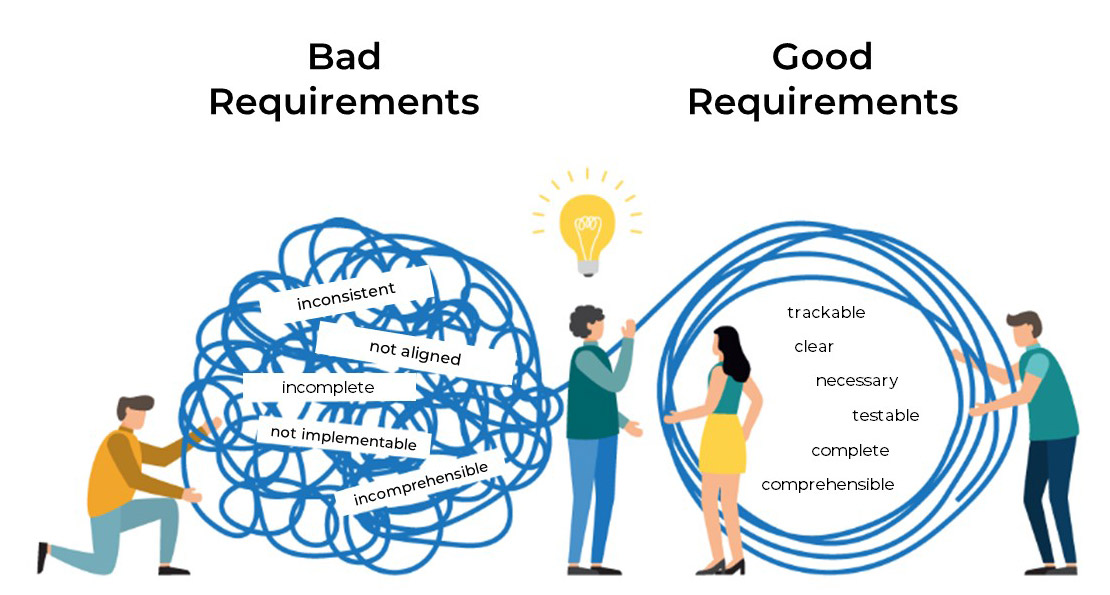 Bad
Requirements
Good
Requirements
inconsistent
not aligned
incomplete
not implementable
incomprehensible
trackable
clear
necessary
testable
complete
comprehensible